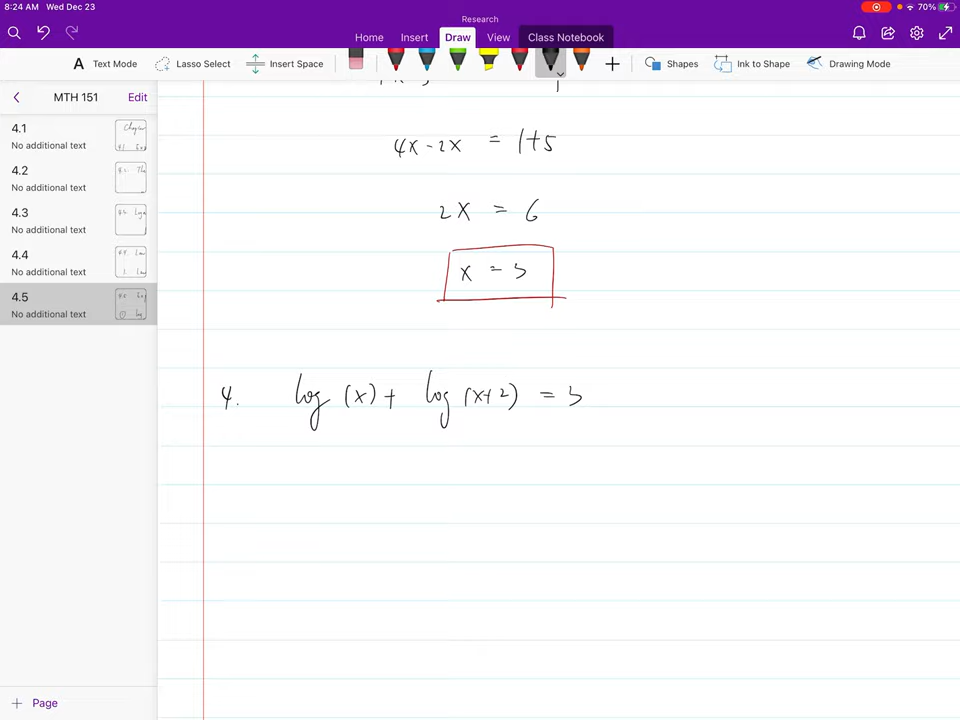 8:24 AM Wed Dec 23
70%
Research
Home Insert Draw View Class Notebook
Text Mode Lasso Select Insert Space Shapes Ink to Shape Drawing Mode
MTH 151 Edit
4.1
No additional text
4.2
No additional text
4.3
No additional text
4.4
No additional text
4.5
No additional text
Page
4x - 2x = 1+5
2x = 6
x = 3
4. log (x) + log (x+2) = 3